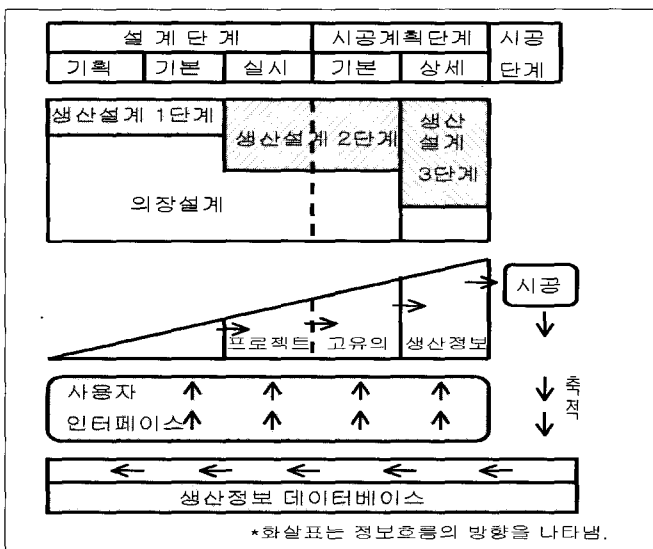 설계단계 시공계획단계 시공
기획 기본 실시 기본 상세 단계
생산설계 1단계
생산설계 2단계
생산
설계
3단계
의장설계
시공
프로젝트 고유의 생산정보
사용자
인터페이스
축적
생산정보 데이터베이스
*화살표는 정보흐름의 방향을 나타냄.